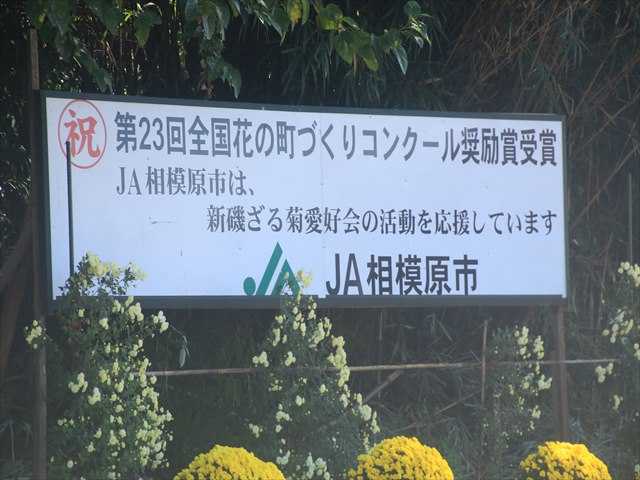 祝 第23回全国花の町づくりコンクール奨励賞受賞
JA相模原市は、
新磯ざる菊愛好会の活動を応援しています
JA JA相模原市